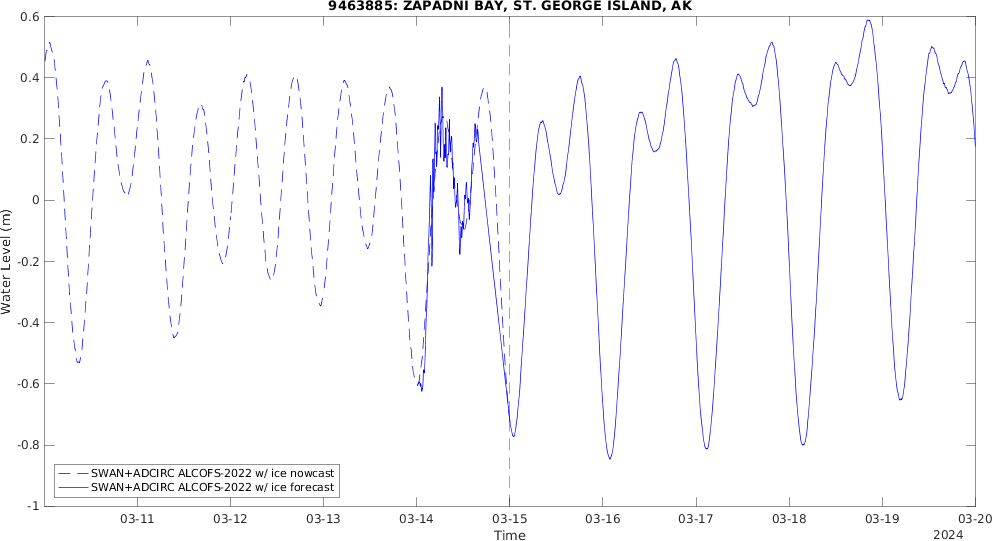 9463885: ZAPADNI BAY, ST. GEORGE ISLAND, AK
0.6
0.4
0.2
0
-0.2
-0.4
-0.6
-0.8
-1
Water Level (m)
SWAN+ADCIRC ALCOFS-2022 w/ ice nowcast
SWAN+ADCIRC ALCOFS-2022 w/ ice forecast
03-11 03-12 03-13 03-14 03-15 03-16 03-17 03-18 03-19 03-20
Time
2024